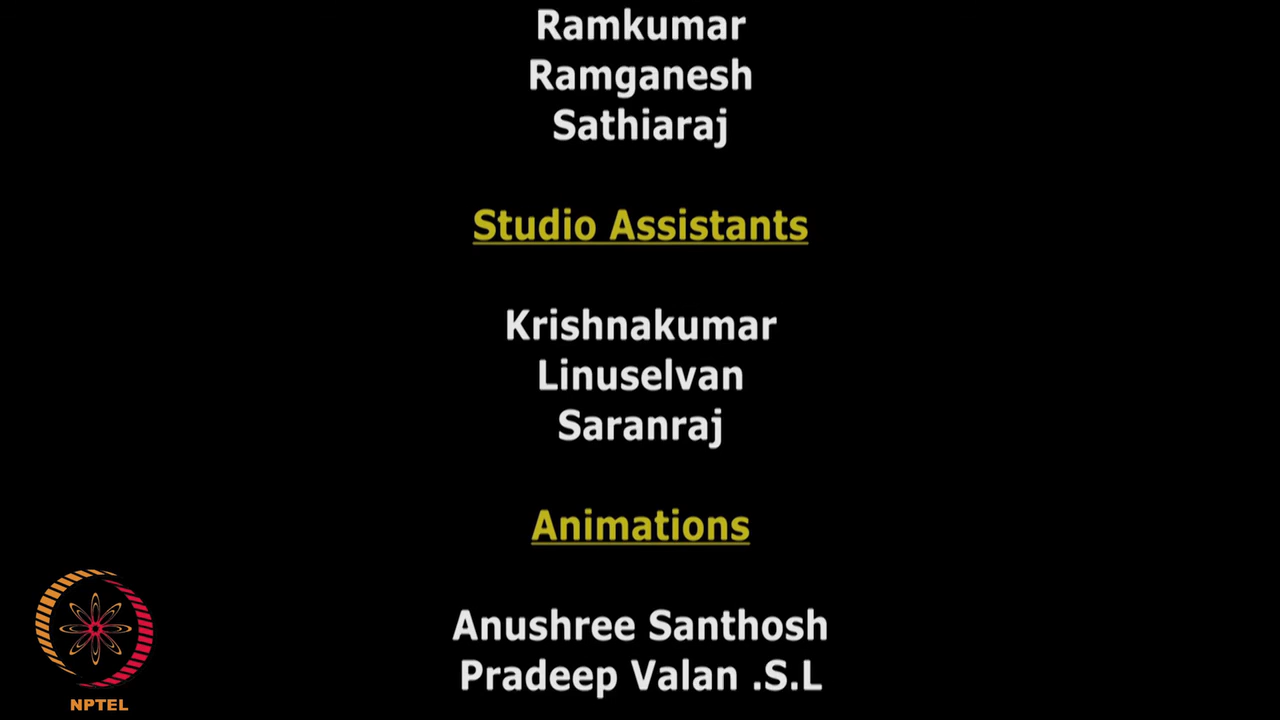 Ramkumar
Ramganesh
Sathiaraj
Studio Assistants
Krishnakumar
Linuselvan
Saranraj
Animations
Anushree Santhosh
Pradeep Valan .S.L
NPTEL